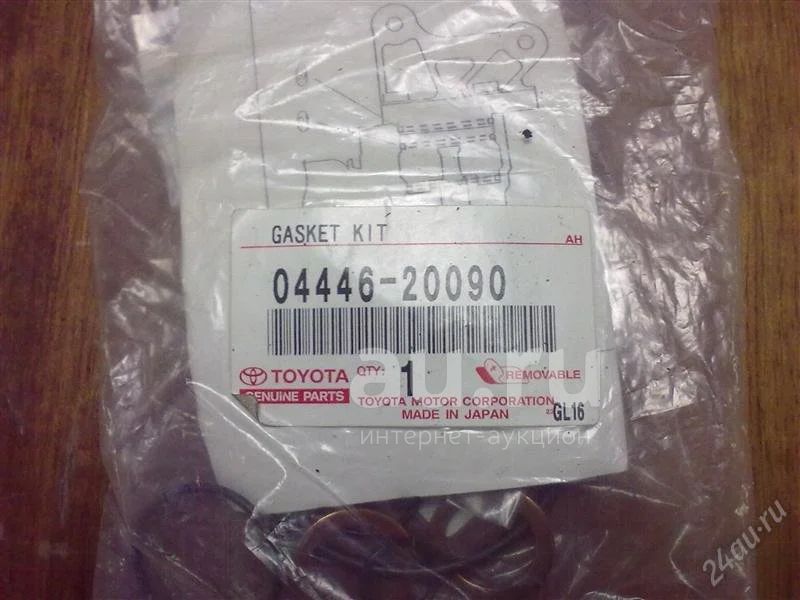 GASKET KIT
AH
04446-20090
TOYOTA
GENUINE PARTS
QTY: 1
REMOVABLE
TOYOTA MOTOR CORPORATION
MADE IN JAPAN
GL16
au.ru
интернет-аукцион
24au.ru